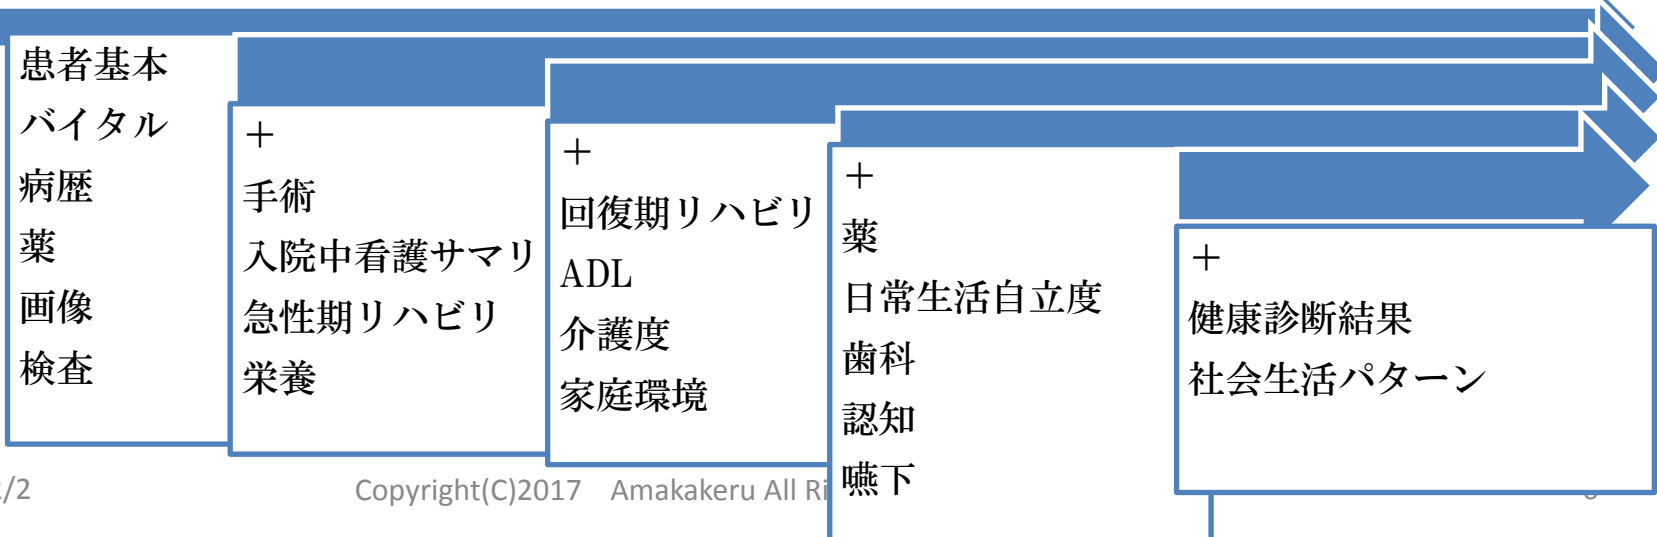 患者基本
バイタル
病歴
薬
画像
検査
＋
手術
入院中看護サマリ
急性期リハビリ
栄養
＋
回復期リハビリ
ADL
介護度
家庭環境
＋
薬
日常生活自立度
歯科
認知
嚥下
＋
健康診断結果
社会生活パターン
/2
Copyright(C)2017 Amakakeru All